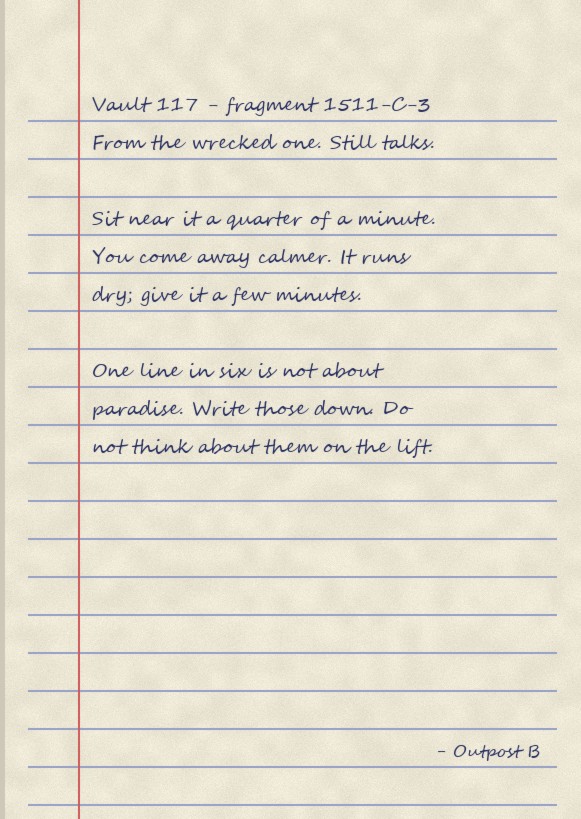 Vault 117 - fragment 1511-C-3
From the wrecked one. Still talks.
Sit near it a quarter of a minute.
You come away calmer. It runs
dry; give it a few minutes.
One line in six is not about
paradise. Write those down. Do
not think about them on the lift.
- Outpost B